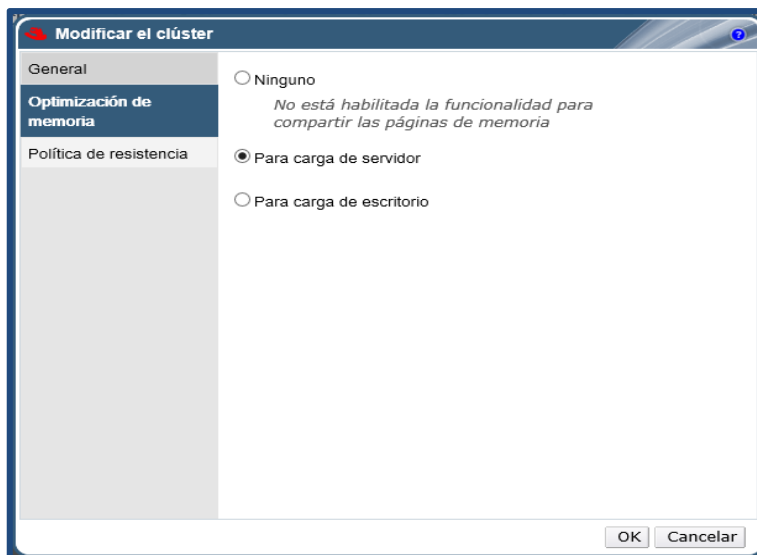 Modificar el clúster
?
General
Optimización de
memoria
Política de resistencia
Ninguno
No está habilitada la funcionalidad para
compartir las páginas de memoria
Para carga de servidor
Para carga de escritorio
OK
Cancelar